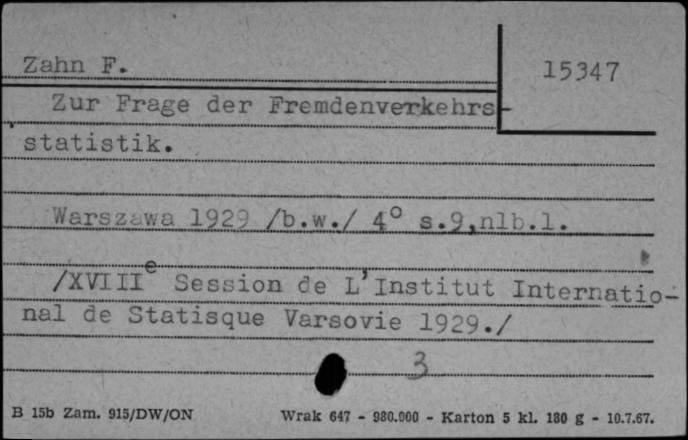 Zahn F.
15347
Zur Frage der Fremdenverkehrs-
statistik.
Warszawa 1929 /b.w./ 4° s.9,nlb.1.
/XVIIIe Session de L'Institut Internatio-
nal de Statisque Varsovie 1929./
3
B 15b Zam. 915/DW/ON
Wrak 647 - 980.000 - Karton 5 kl. 180 g - 10.7.67.